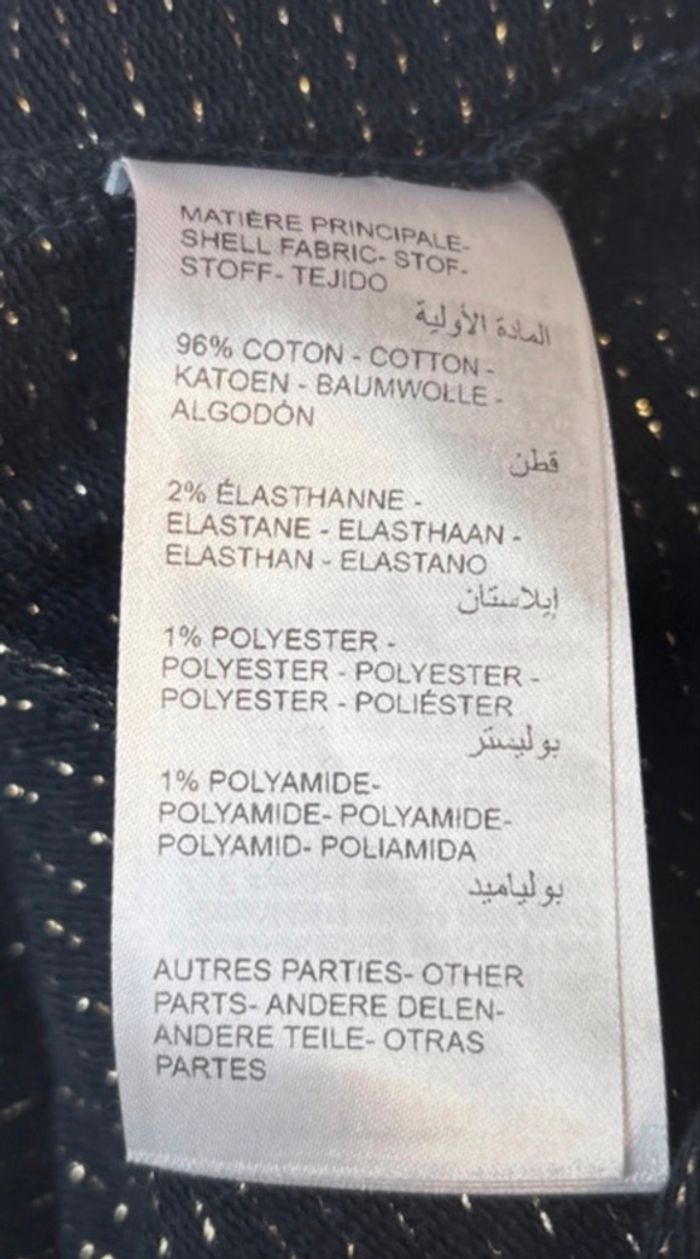 MATIÈRE PRINCIPALE-
SHELL FABRIC- STOF-
STOFF- TEJIDO
المادة الأولية
96% COTON - COTTON -
KATOEN - BAUMWOLLE -
ALGODÓN
قطن
2% ÉLASTHANNE -
ELASTANE - ELASTHAAN -
ELASTHAN - ELASTANO
إيلاستان
1% POLYESTER -
POLYESTER - POLYESTER -
POLYESTER - POLIÉSTER
بوليستر
1% POLYAMIDE-
POLYAMIDE- POLYAMIDE-
POLYAMID- POLIAMIDA
بولياميد
AUTRES PARTIES- OTHER
PARTS- ANDERE DELEN-
ANDERE TEILE- OTRAS
PARTES